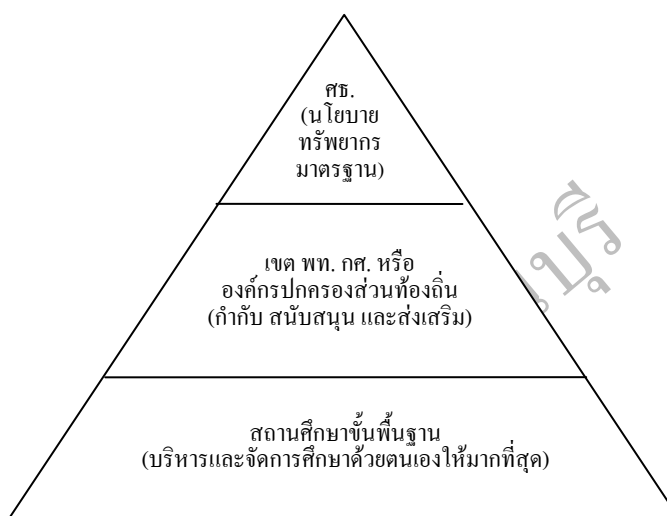 ศธ.
(นโยบาย
ทรัพยากร
มาตรฐาน)
เขต พท. กศ. หรือ
องค์กรปกครองส่วนท้องถิ่น
(กำกับ สนับสนุน และส่งเสริม)
สถานศึกษาขั้นพื้นฐาน
(บริหารและจัดการศึกษาด้วยตนเองให้มากที่สุด)